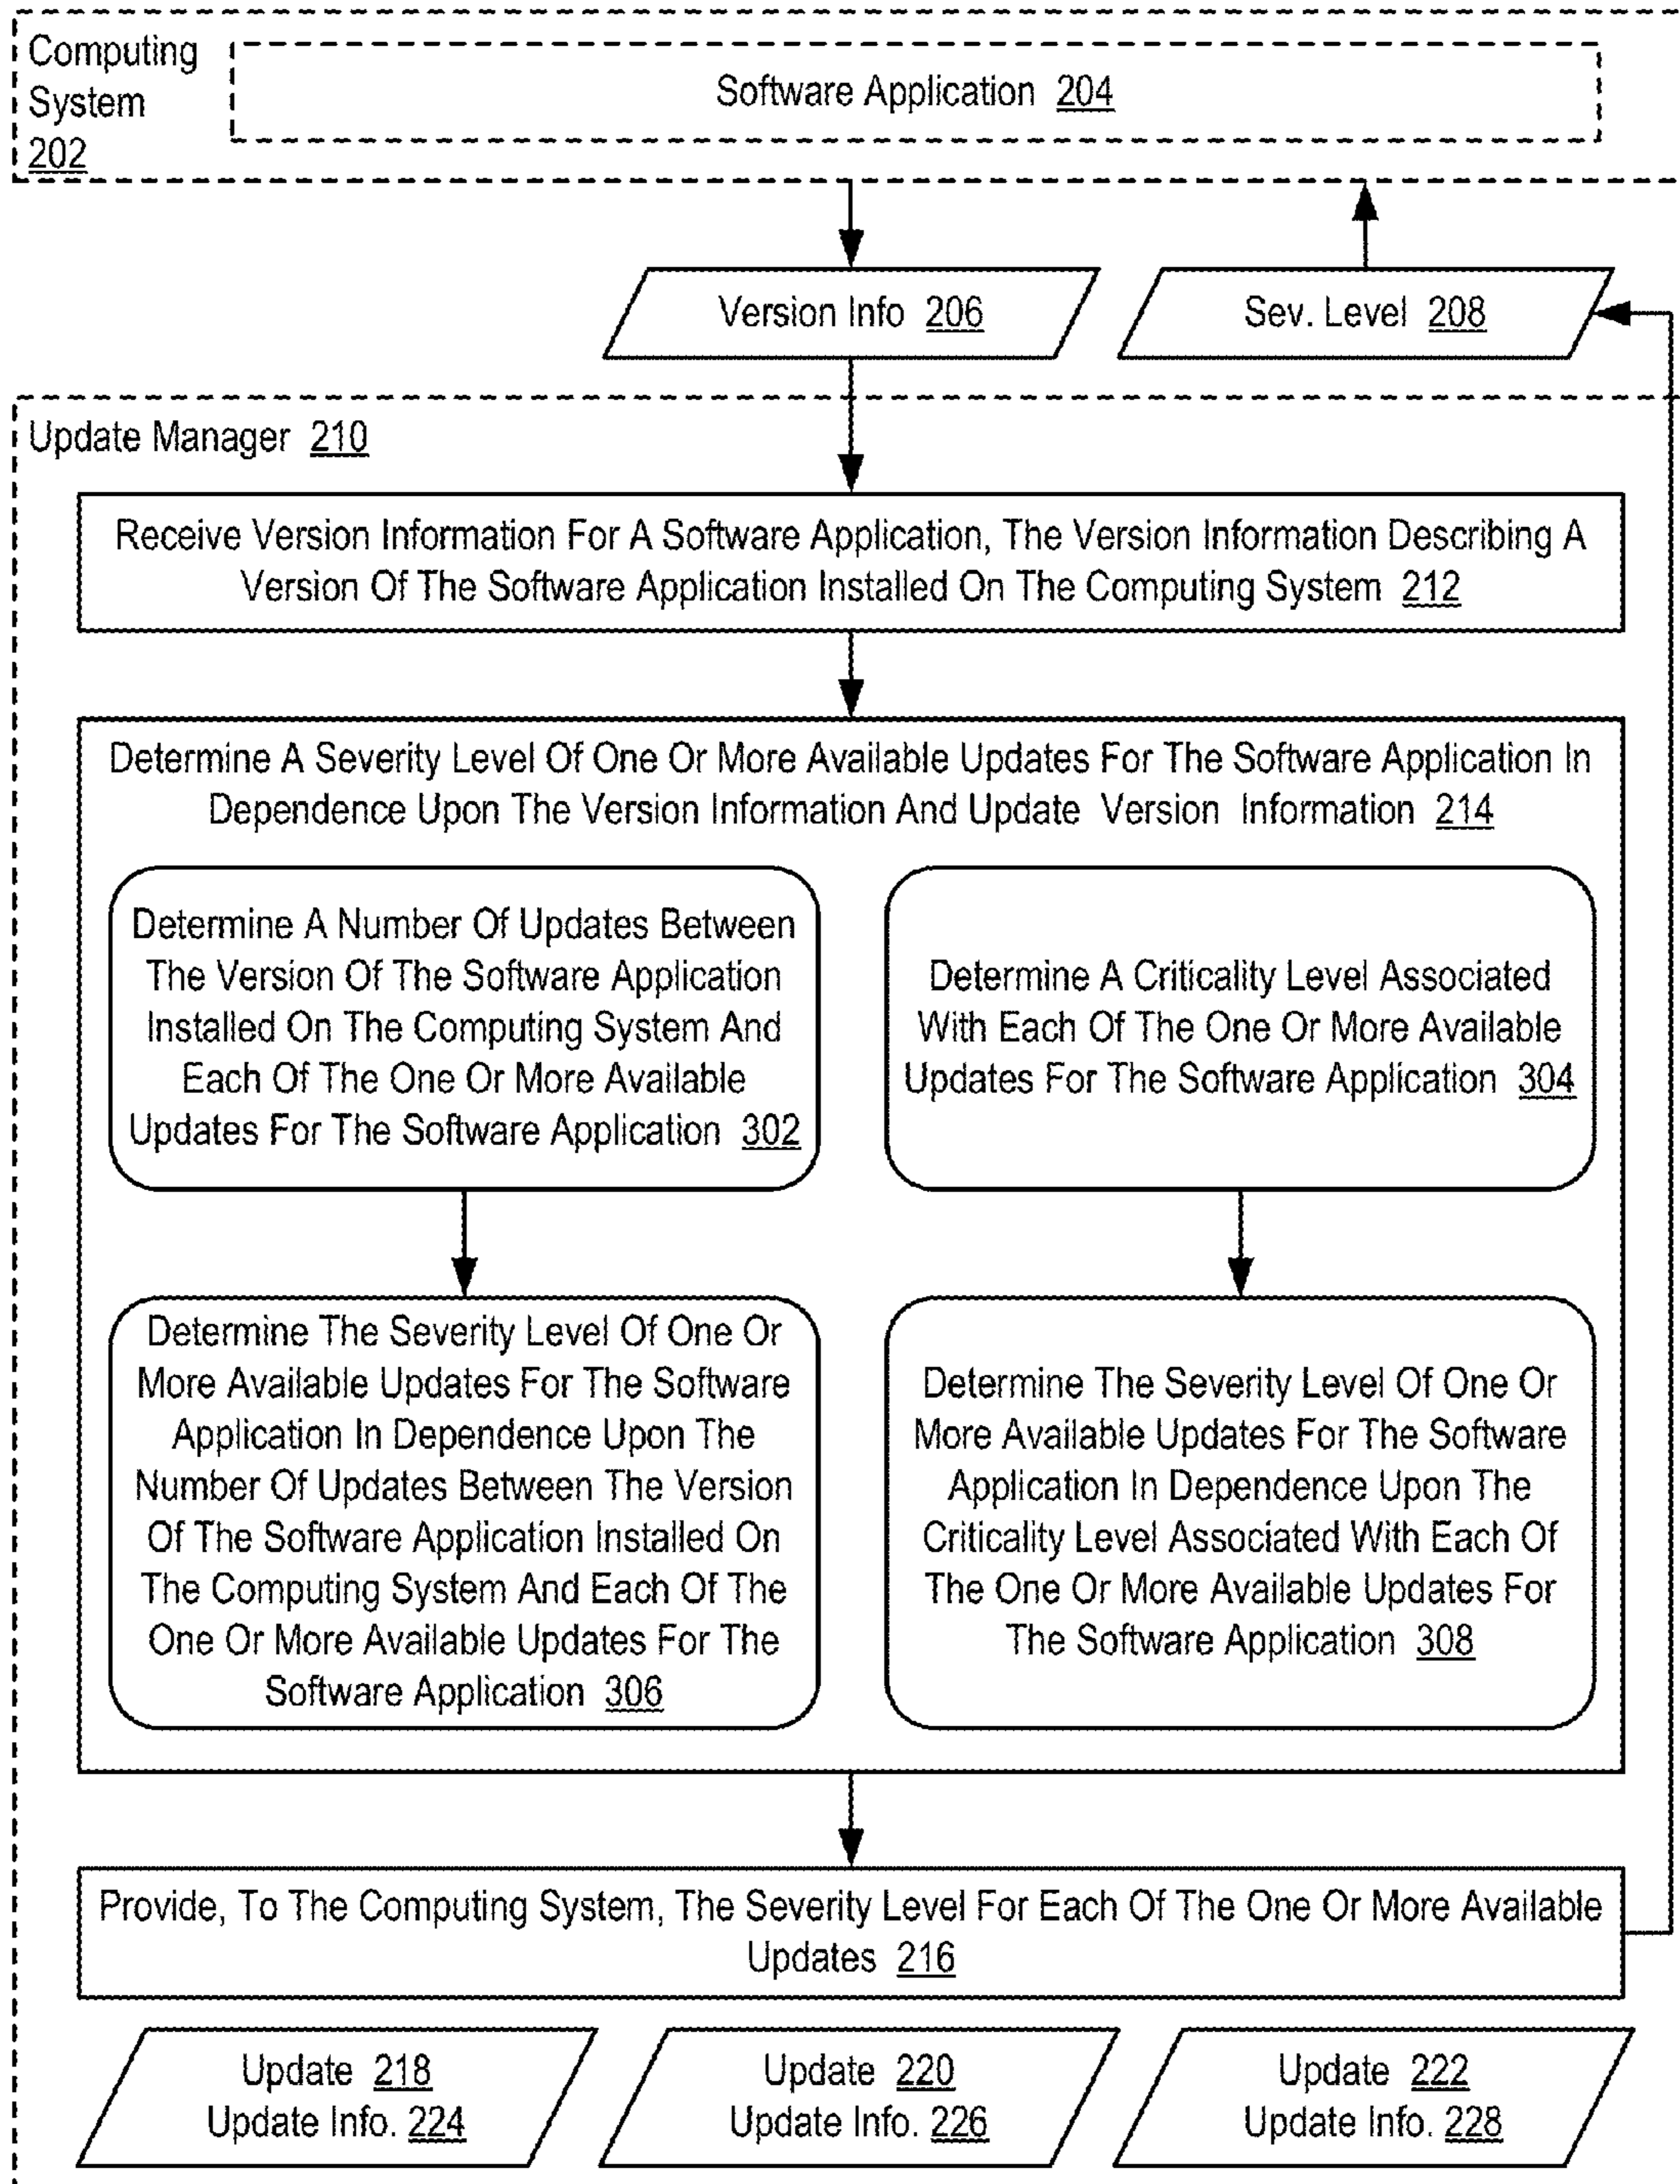 Computing
System
202
Software Application 204
Version Info 206
Sev. Level 208
Update Manager 210
Receive Version Information For A Software Application, The Version Information Describing A
Version Of The Software Application Installed On The Computing System 212
Determine A Severity Level Of One Or More Available Updates For The Software Application In
Dependence Upon The Version Information And Update Version Information 214
Determine A Number Of Updates Between
The Version Of The Software Application
Installed On The Computing System And
Each Of The One Or More Available
Updates For The Software Application 302
Determine A Criticality Level Associated
With Each Of The One Or More Available
Updates For The Software Application 304
Determine The Severity Level Of One Or
More Available Updates For The Software
Application In Dependence Upon The
Number Of Updates Between The Version
Of The Software Application Installed On
The Computing System And Each Of The
One Or More Available Updates For The
Software Application 306
Determine The Severity Level Of One Or
More Available Updates For The Software
Application In Dependence Upon The
Criticality Level Associated With Each Of
The One Or More Available Updates For
The Software Application 308
Provide, To The Computing System, The Severity Level For Each Of The One Or More Available
Updates 216
Update 218
Update Info. 224
Update 220
Update Info. 226
Update 222
Update Info. 228